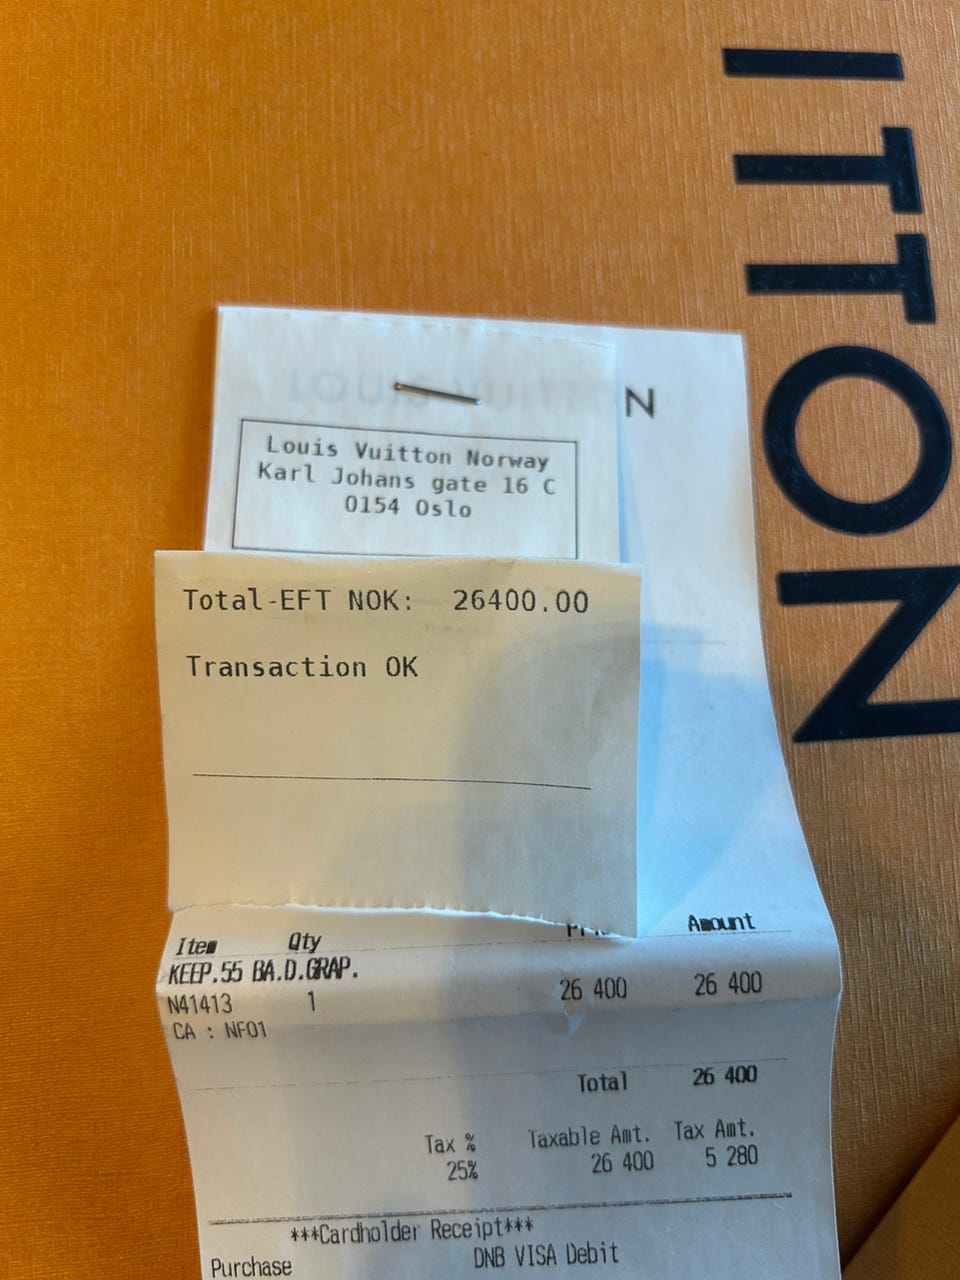 ITTON
LOUIS VUITTON
Louis Vuitton Norway
Karl Johans gate 16 C
0154 Oslo
Total-EFT NOK: 26400.00
Transaction OK
Item Qty Amount
KEEP.55 BA.D.GRAP.
N41413 1 26 400 26 400
CA : NF01
Total 26 400
Tax % Taxable Amt. Tax Amt.
25% 26 400 5 280
***Cardholder Receipt***
Purchase DNB VISA Debit